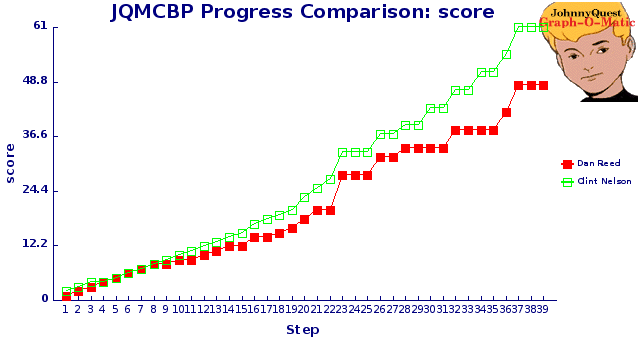 JQMCBP Progress Comparison: score
JohnnyQuest
Graph-O-Matic
61
48.8
36.6
24.4
12.2
0
score
1 2 3 4 5 6 7 8 9 10 11 12 13 14 15 16 17 18 19 20 21 22 23 24 25 26 27 28 29 30 31 32 33 34 35 36 37 38 39
Step
Dan Reed
Clint Nelson